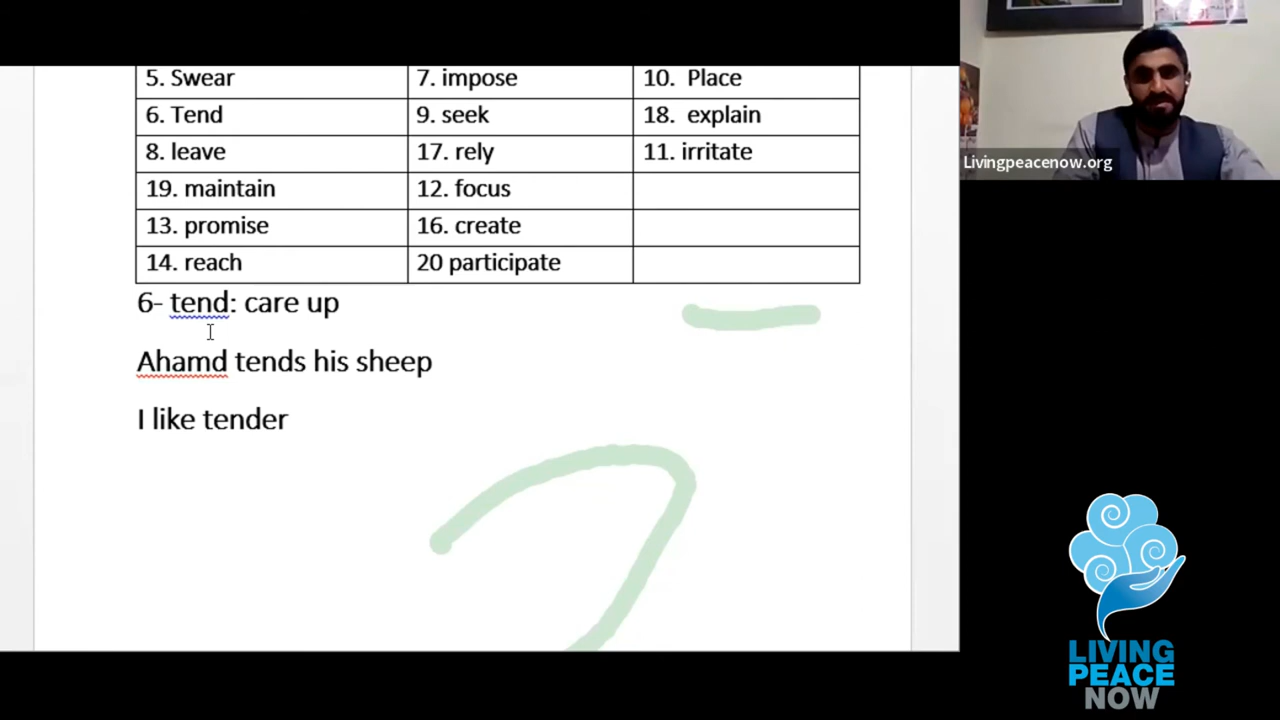 5. Swear 7. impose 10. Place
6. Tend 9. seek 18. explain
8. leave 17. rely 11. irritate
19. maintain 12. focus
13. promise 16. create
14. reach 20 participate
6- tend: care up
Ahamd tends his sheep
I like tender
Livingpeacenow.org
LIVING
PEACE
NOW